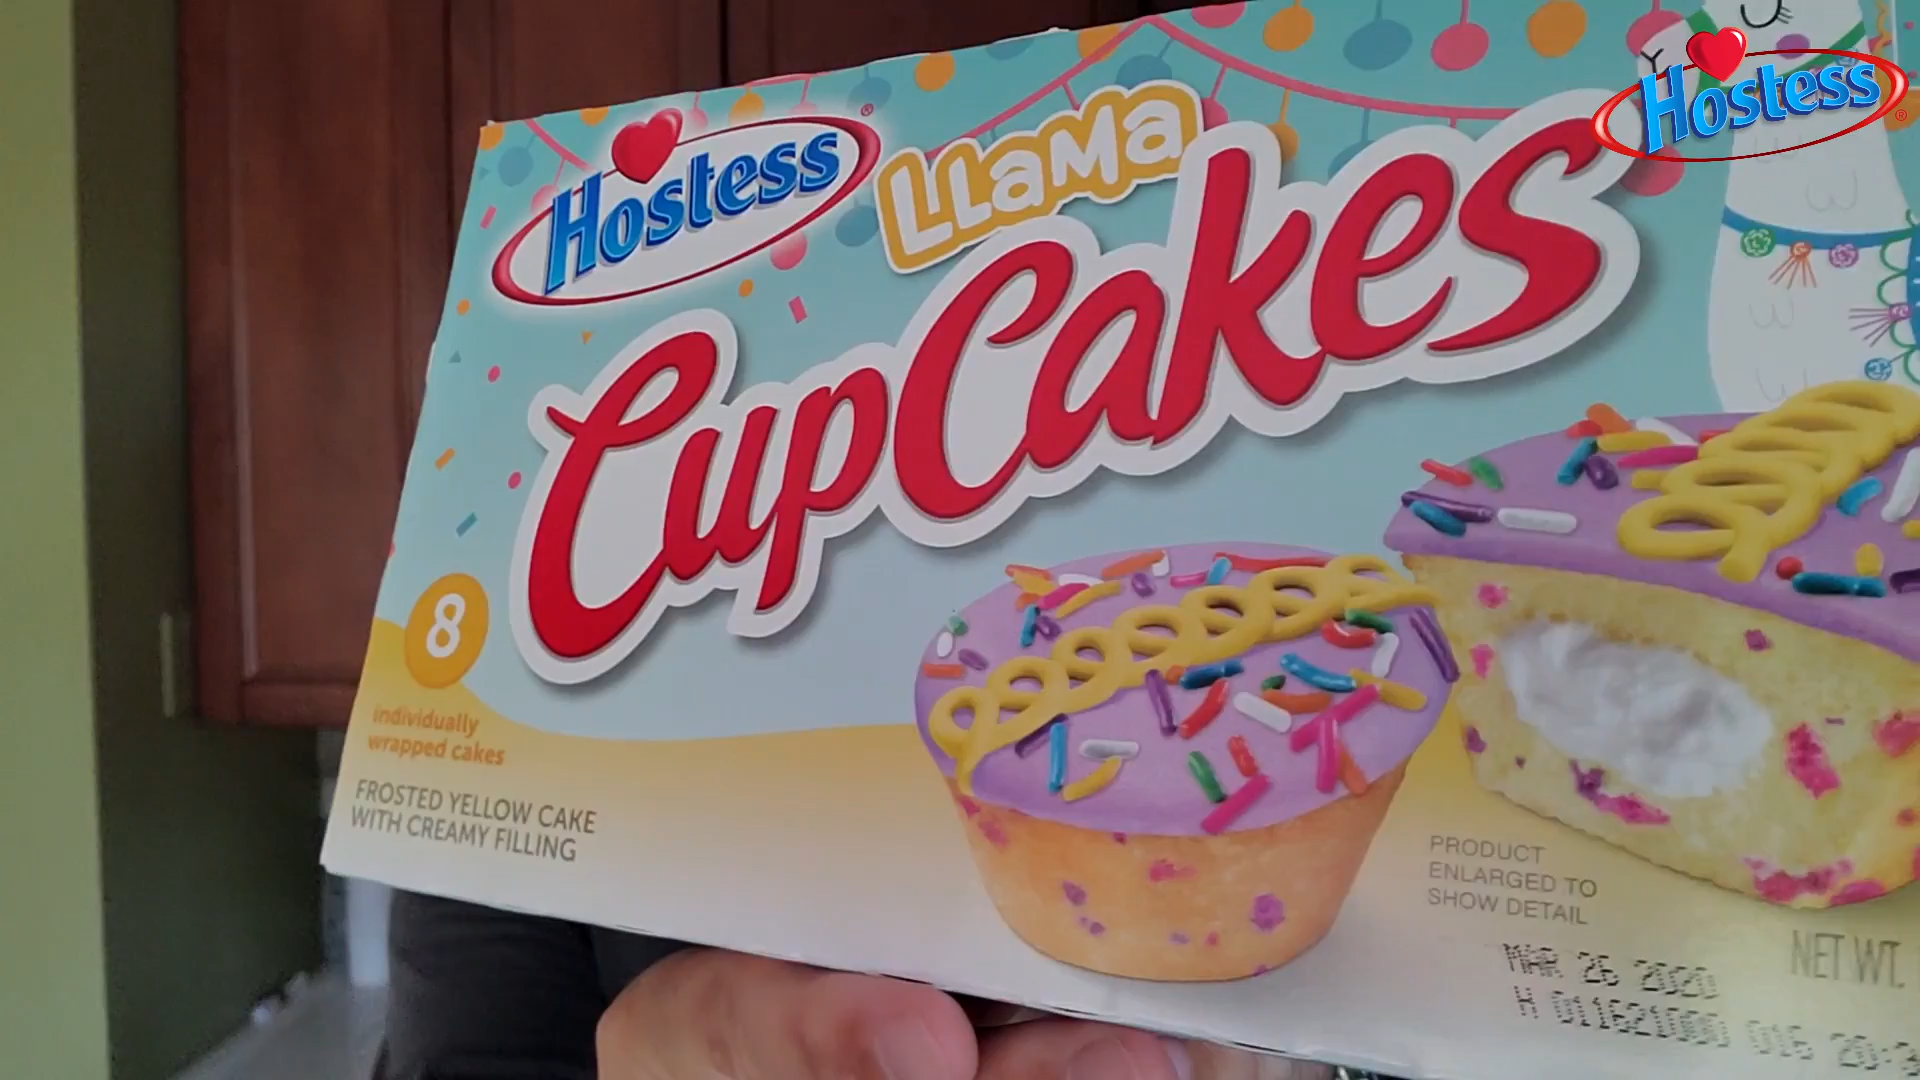 Hostess®
LLaMa
CupCakes
Hostess®
8
individually
wrapped cakes
FROSTED YELLOW CAKE
WITH CREAMY FILLING
PRODUCT
ENLARGED TO
SHOW DETAIL
MAR 26 2020
NET WT.